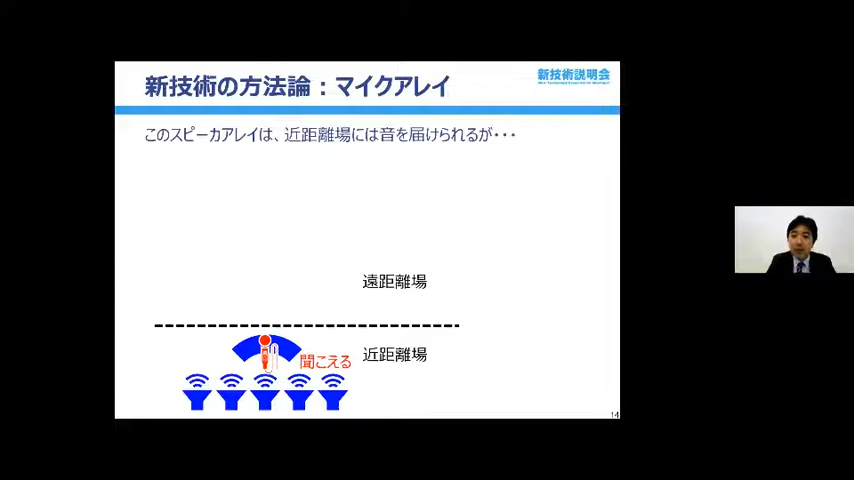 新技術の方法論：マイクアレイ
新技術説明会
このスピーカアレイは、近距離場には音を届けられるが・・・
遠距離場
聞こえる
近距離場
14